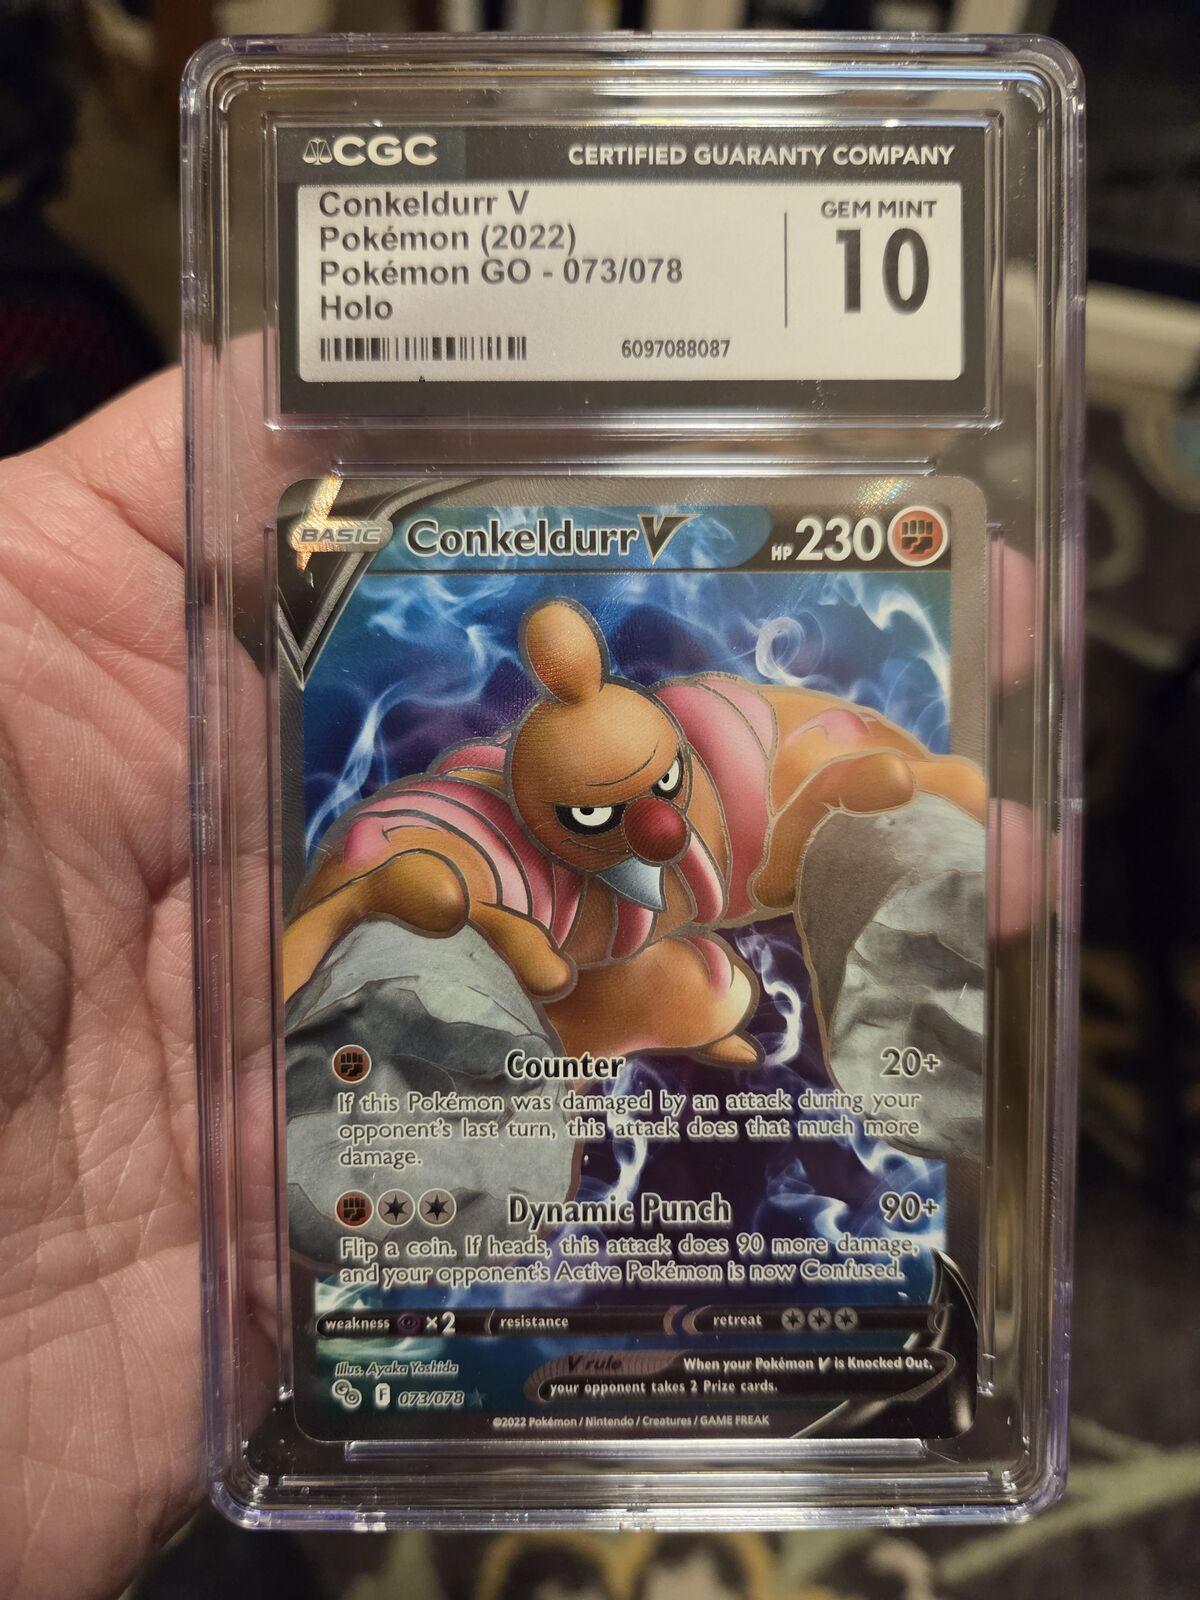 CGC CERTIFIED GUARANTY COMPANY
Conkeldurr V
Pokémon (2022)
Pokémon GO - 073/078
Holo
GEM MINT
10
6097088087
BASIC Conkeldurr V HP 230
Counter 20+
If this Pokémon was damaged by an attack during your
opponent's last turn, this attack does that much more
damage.
Dynamic Punch 90+
Flip a coin. If heads, this attack does 90 more damage,
and your opponent's Active Pokémon is now Confused.
weakness ×2 resistance retreat
Illus. Ayaka Yoshida
V rule When your Pokémon V is Knocked Out,
your opponent takes 2 Prize cards.
GO F 073/078
©2022 Pokémon / Nintendo / Creatures / GAME FREAK